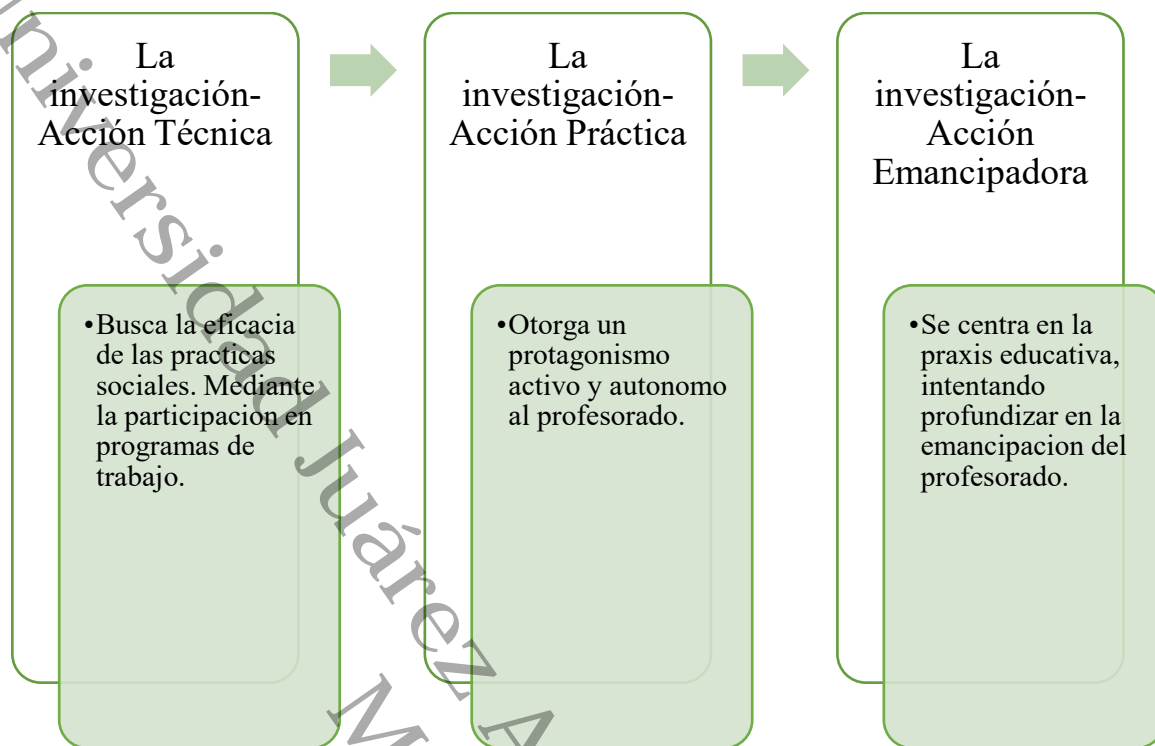 La
investigación-
Acción Técnica
•Busca la eficacia
de las practicas
sociales. Mediante
la participacion en
programas de
trabajo.
La
investigación-
Acción Práctica
•Otorga un
protagonismo
activo y autonomo
al profesorado.
La
investigación-
Acción
Emancipadora
•Se centra en la
praxis educativa,
intentando
profundizar en la
emancipacion del
profesorado.
Universidad Juárez A
M